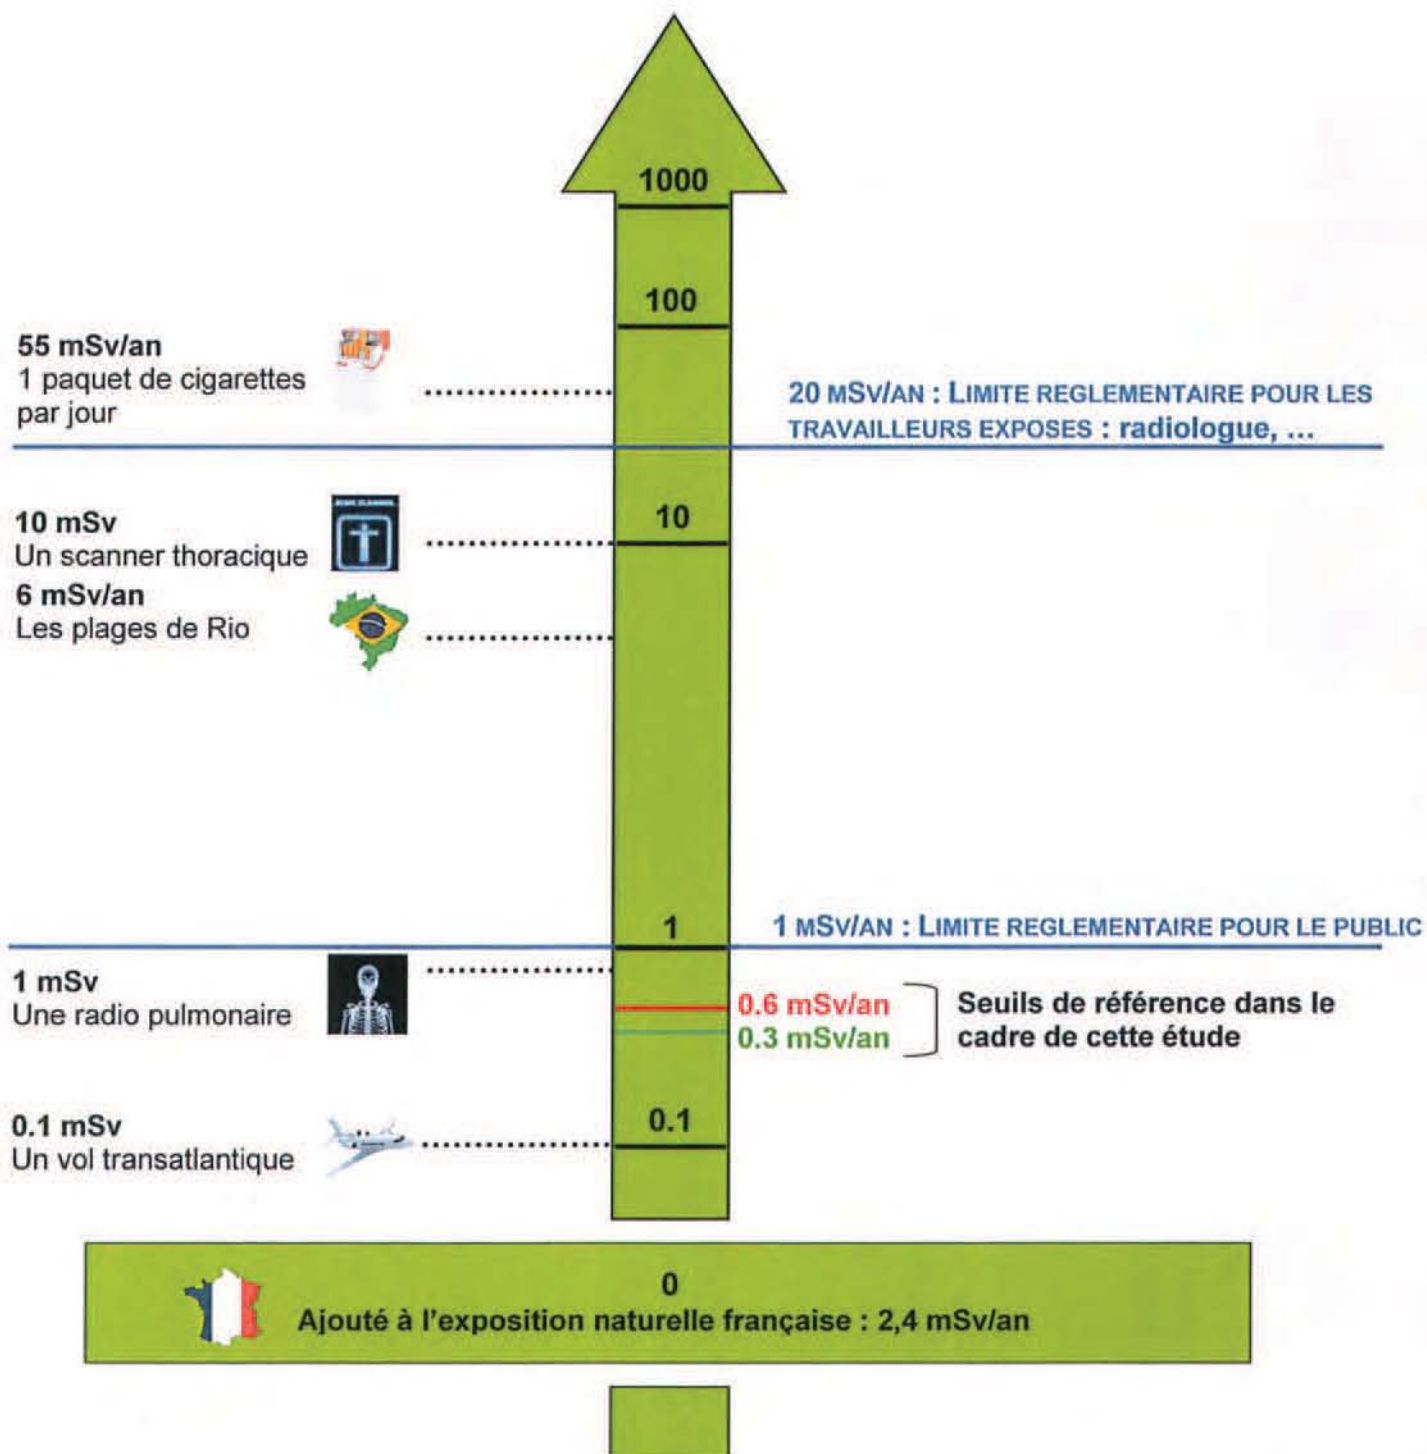 1000
100
55 mSv/an
1 paquet de cigarettes
par jour
20 MSV/AN : LIMITE REGLEMENTAIRE POUR LES
TRAVAILLEURS EXPOSES : radiologue, ...
10 mSv
Un scanner thoracique
10
6 mSv/an
Les plages de Rio
1
1 MSV/AN : LIMITE REGLEMENTAIRE POUR LE PUBLIC
1 mSv
Une radio pulmonaire
0.6 mSv/an
0.3 mSv/an
Seuils de référence dans le
cadre de cette étude
0.1 mSv
Un vol transatlantique
0.1
0
Ajouté à l'exposition naturelle française : 2,4 mSv/an